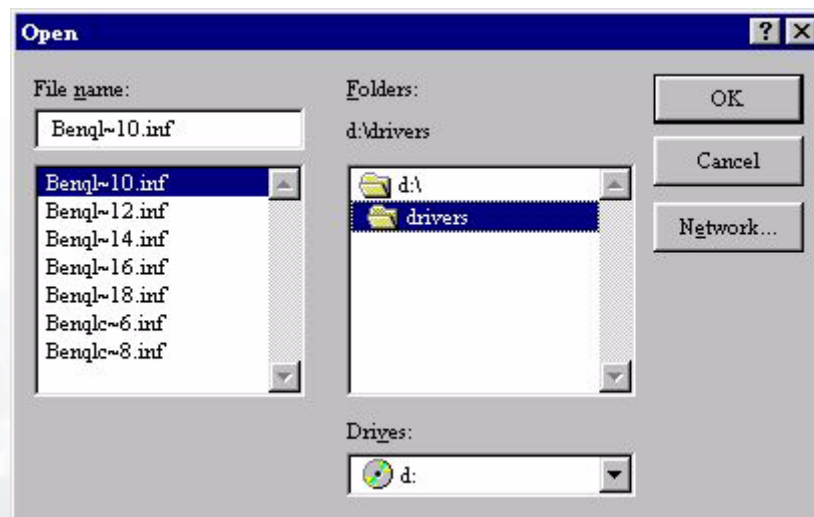 Open
File name:
Benql~10.inf
Benql~10.inf
Benql~12.inf
Benql~14.inf
Benql~16.inf
Benql~18.inf
Benqlc~6.inf
Benqlc~8.inf
Folders:
d:\drivers
d:\
drivers
Drives:
d:
OK
Cancel
Network...